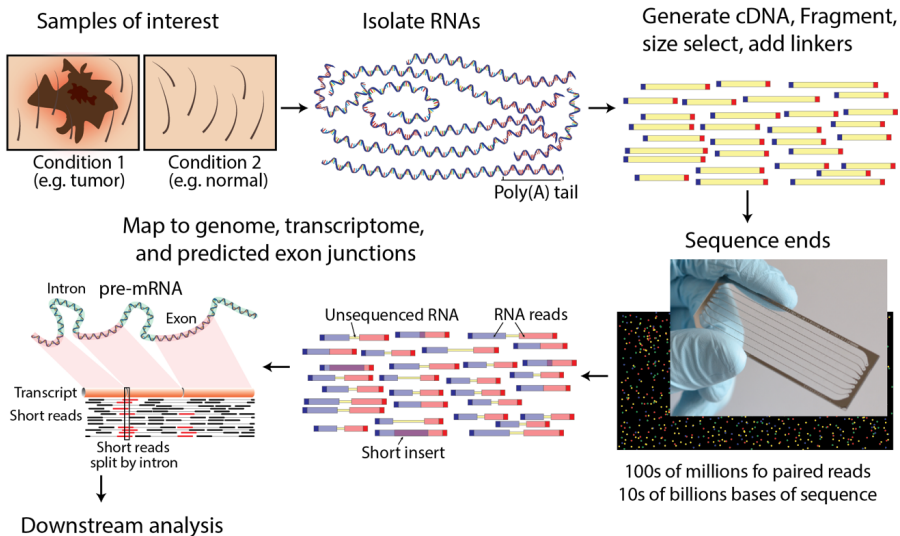 Samples of interest
Condition 1
(e.g. tumor)
Condition 2
(e.g. normal)
Isolate RNAs
Poly(A) tail
Generate cDNA, Fragment,
size select, add linkers
Sequence ends
100s of millions fo paired reads
10s of billions bases of sequence
Unsequenced RNA
RNA reads
Short insert
Map to genome, transcriptome,
and predicted exon junctions
Intron
pre-mRNA
Exon
Transcript
Short reads
Short reads
split by intron
Downstream analysis